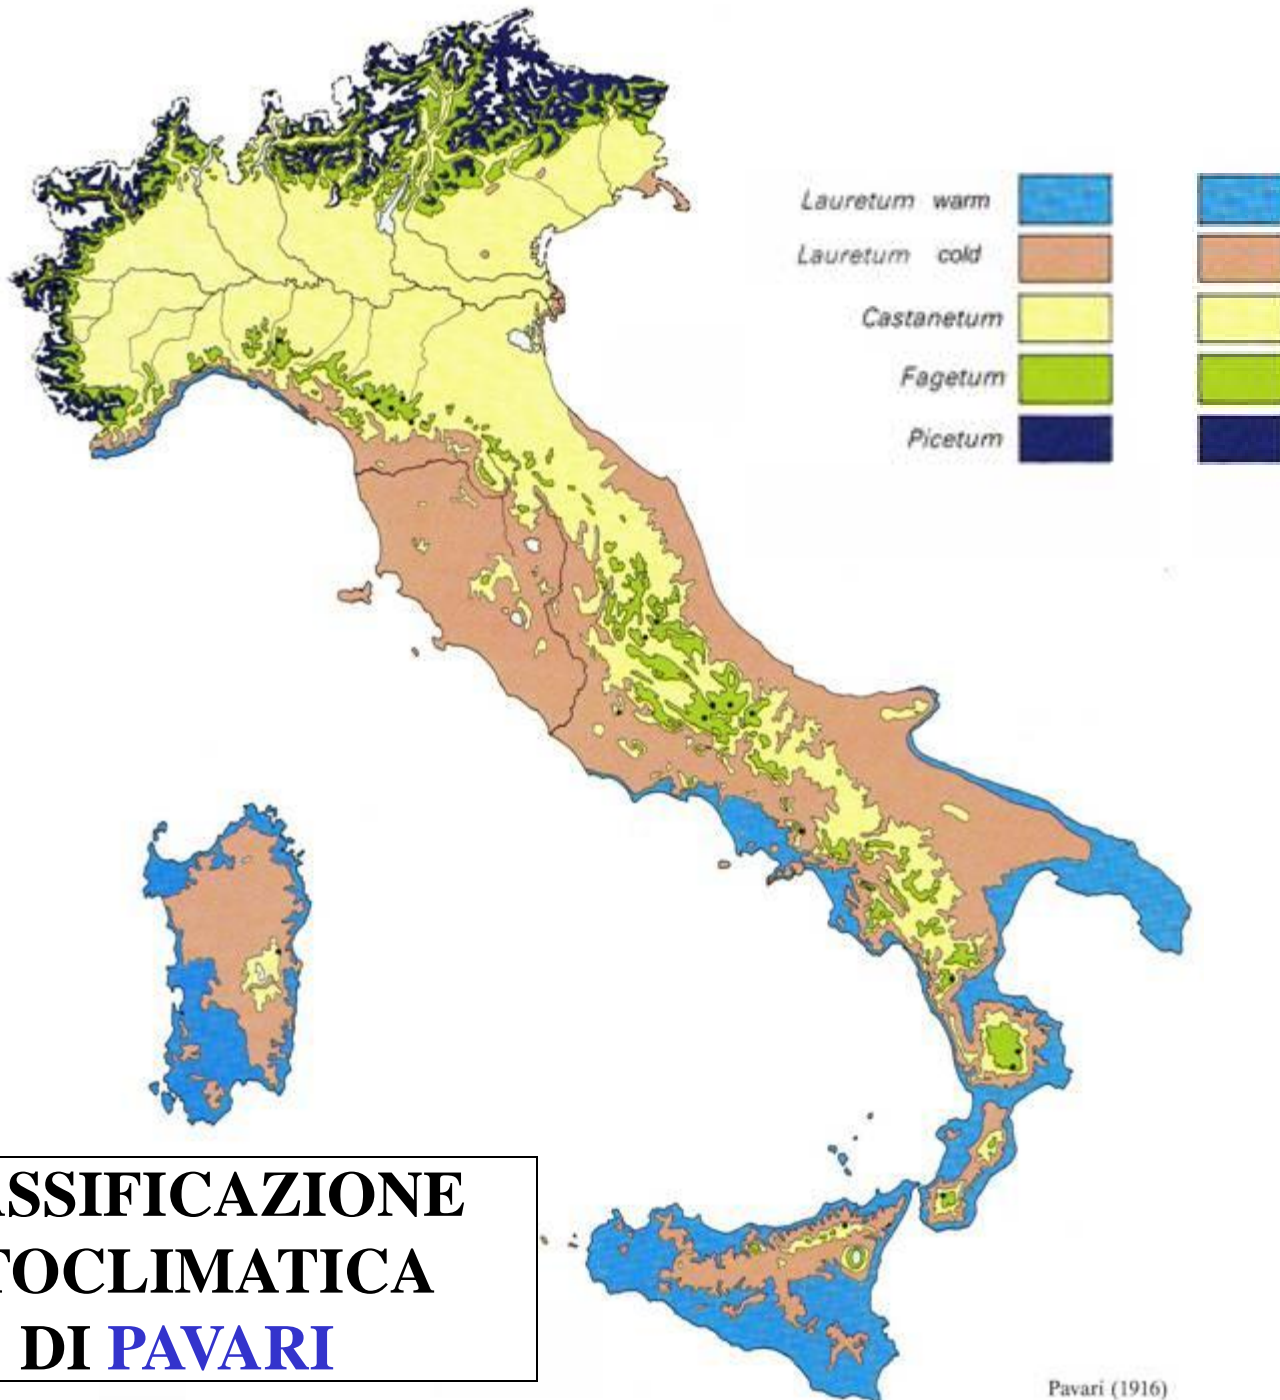 Lauretum warm
Lauretum cold
Castanetum
Fagetum
Picetum
ASSIFICAZIONE
TOCLIMATICA
DI PAVARI
Pavari (1916)